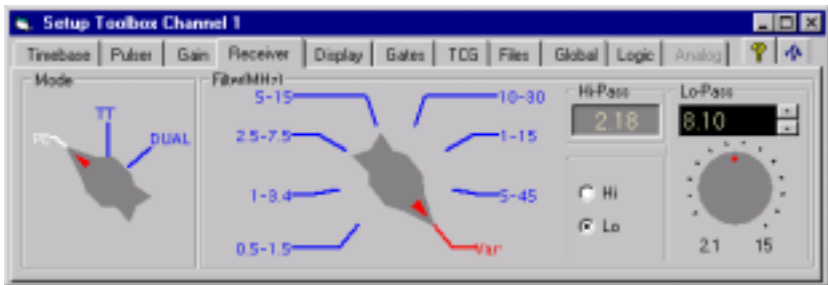 Setup Toolbox Channel 1
Timebase Pulser Gain Receiver Display Gates TCG Files Global Logic Analog
Mode
PE
TT
DUAL
Filter(MHz)
5-15
10-30
2.5-7.5
1-15
1-3.4
5-45
0.5-1.5
Var
Hi-Pass
2.18
Hi
Lo
Lo-Pass
8.10
2.1 15